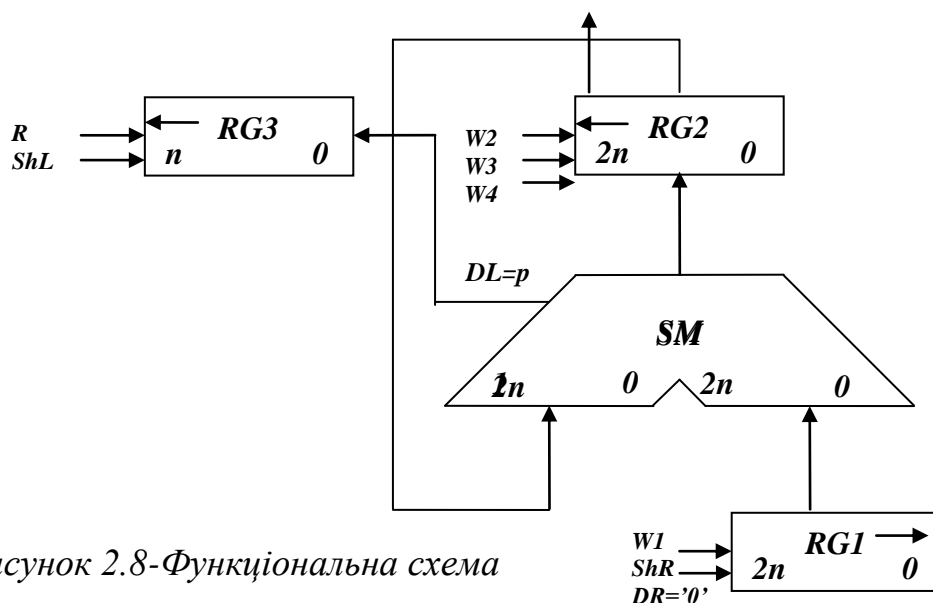 R
ShL
RG3
n 0
W2
W3
W4
RG2
2n 0
DL=p
SM
2n 0 2n 0
W1
ShR
DR='0'
RG1
2n 0
исунок 2.8-Функціональна схема